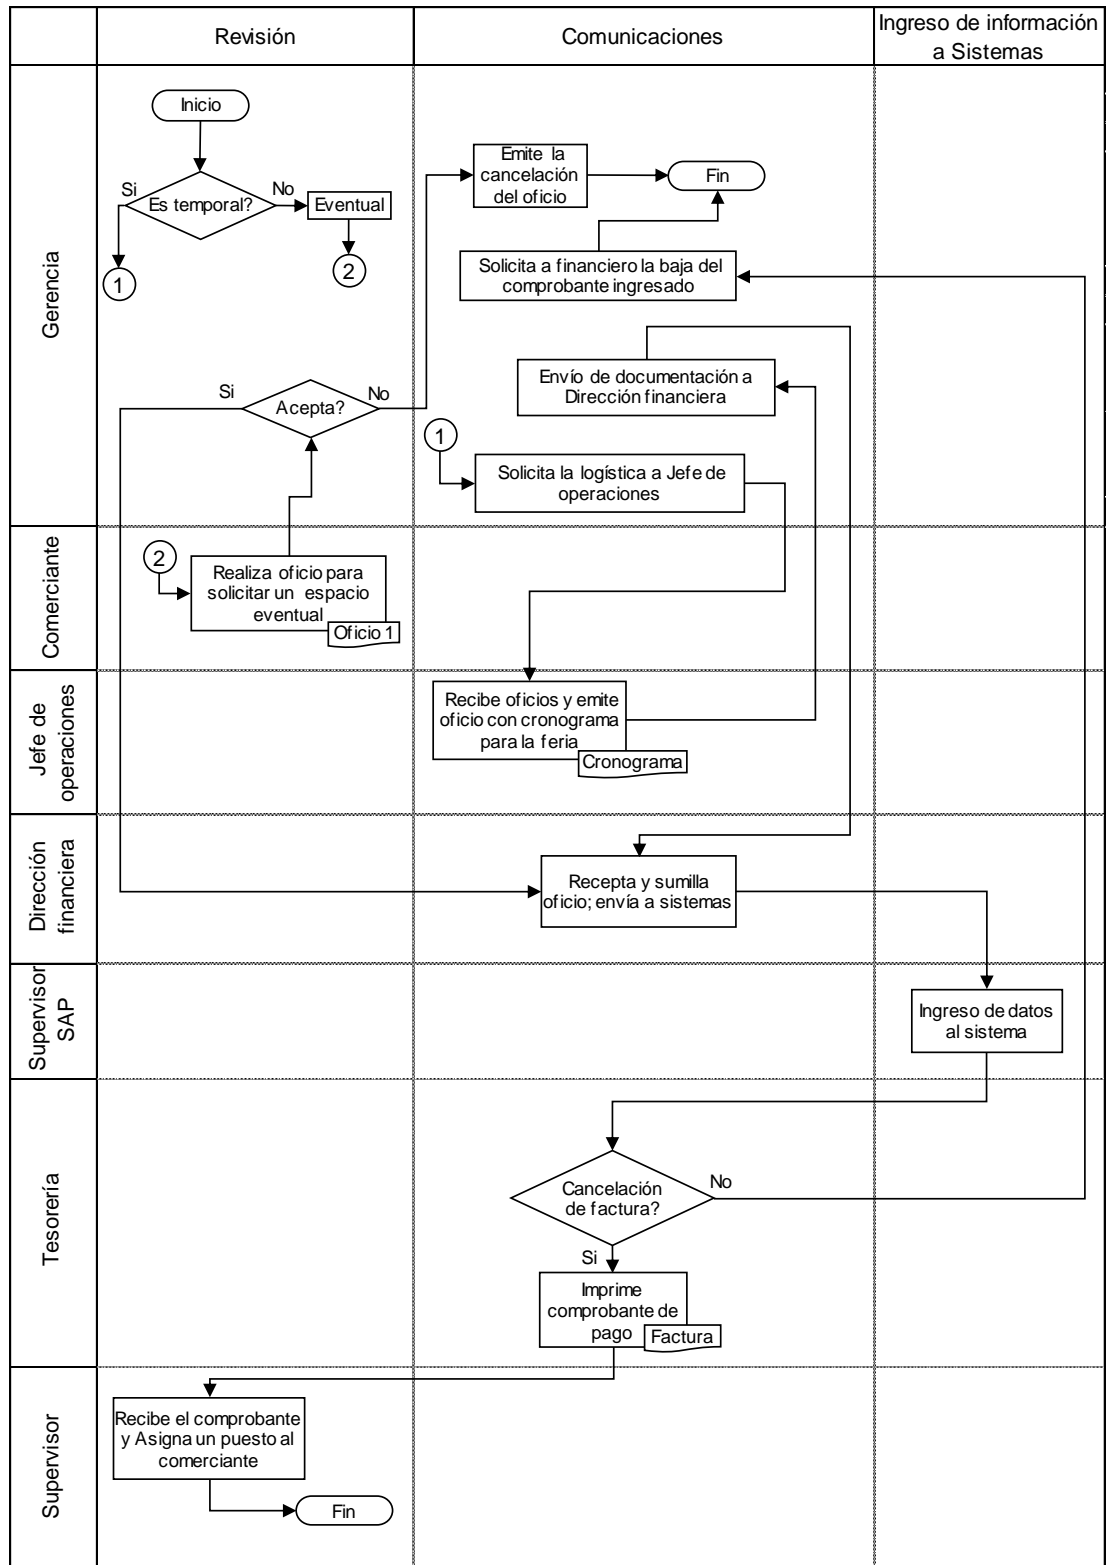 Revisión
Comunicaciones
Ingreso de información
a Sistemas
Gerencia
Inicio
Es temporal?
Si
No
Eventual
1
2
Emite la
cancelación
del oficio
Fin
Solicita a financiero la baja del
comprobante ingresado
Envío de documentación a
Dirección financiera
Si
Acepta?
No
1
Solicita la logística a Jefe de
operaciones
Comerciante
2
Realiza oficio para
solicitar un espacio
eventual
Oficio 1
Jefe de
operaciones
Recibe oficios y emite
oficio con cronograma
para la feria
Cronograma
Dirección
financiera
Recepta y sumilla
oficio; envía a sistemas
Supervisor
SAP
Ingreso de datos
al sistema
Tesorería
Cancelación
de factura?
No
Si
Imprime
comprobante de
pago
Factura
Supervisor
Recibe el comprobante
y Asigna un puesto al
comerciante
Fin